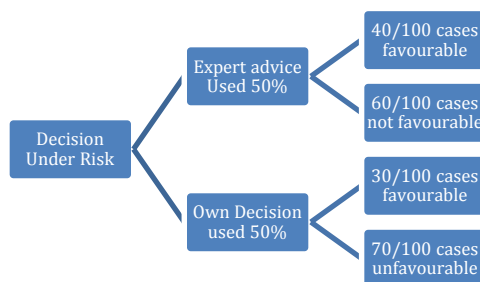 Decision
Under Risk
Expert advice
Used 50%
40/100 cases
favourable
60/100 cases
not favourable
Own Decision
used 50%
30/100 cases
favourable
70/100 cases
unfavourable